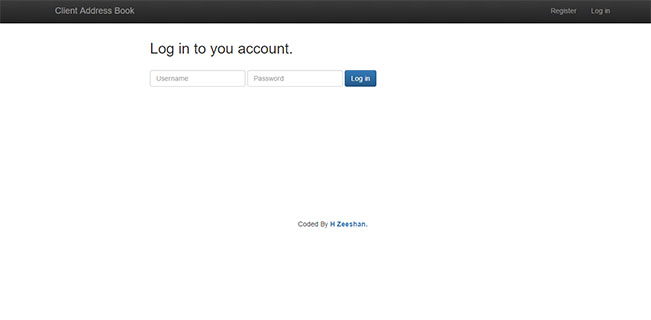 Client Address Book Register Log in
Log in to you account.
Username Password Log in
Coded By H Zeeshan.